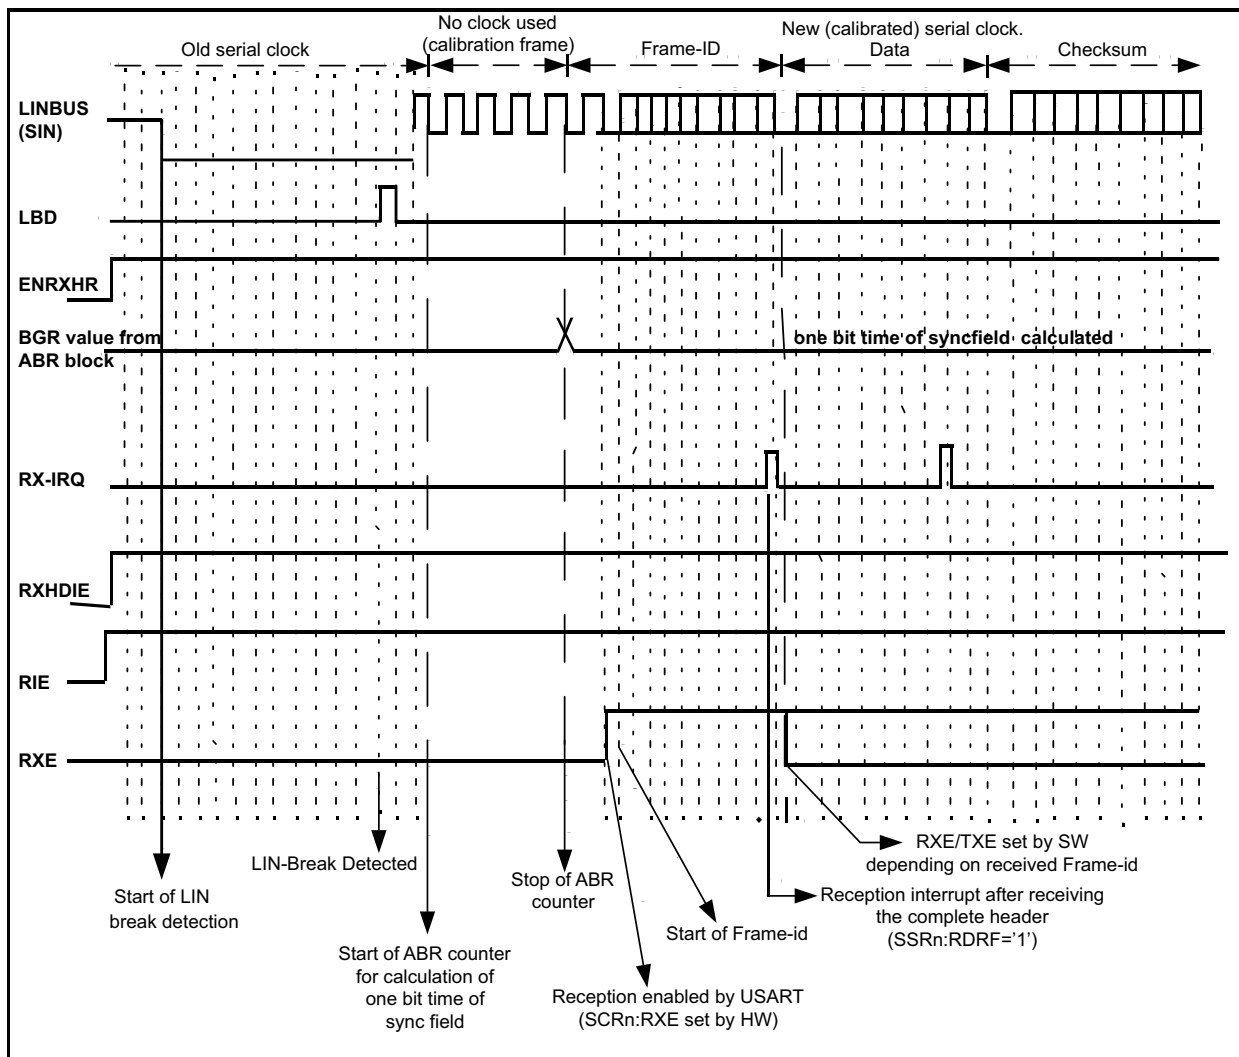 No clock used
(calibration frame)
New (calibrated) serial clock.
Old serial clock
Frame-ID
Data
Checksum
LINBUS
(SIN)
LBD
ENRXHR
BGR value from
ABR block
one bit time of syncfield calculated
RX-IRQ
RXHDIE
RIE
RXE
LIN-Break Detected
RXE/TXE set by SW
depending on received Frame-id
Start of LIN
break detection
Stop of ABR
counter
Reception interrupt after receiving
the complete header
(SSRn:RDRF='1')
Start of Frame-id
Start of ABR counter
for calculation of
one bit time of
sync field
Reception enabled by USART
(SCRn:RXE set by HW)